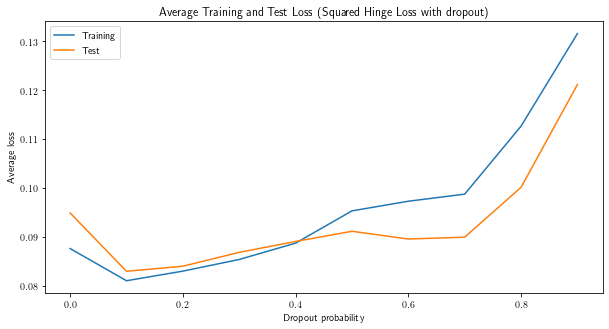 Average Training and Test Loss (Squared Hinge Loss with dropout)
Training
Test
0.13
0.12
0.11
0.10
0.09
0.08
Average loss
0.0 0.2 0.4 0.6 0.8
Dropout probability